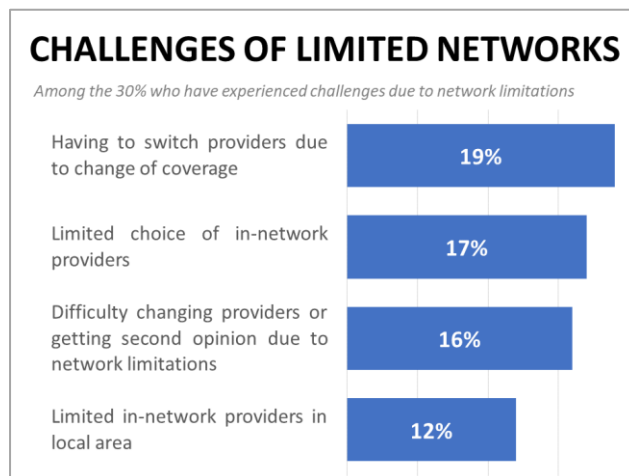 CHALLENGES OF LIMITED NETWORKS
Among the 30% who have experienced challenges due to network limitations
Having to switch providers due
to change of coverage
19%
Limited choice of in-network
providers
17%
Difficulty changing providers or
getting second opinion due to
network limitations
16%
Limited in-network providers in
local area
12%